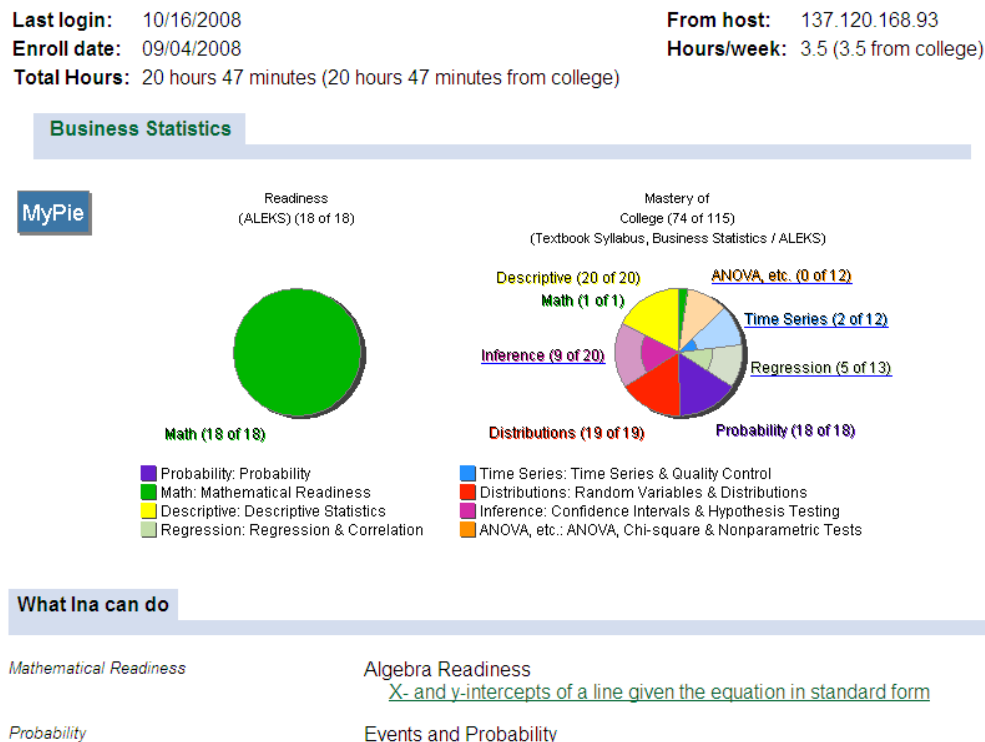 Last login: 10/16/2008 From host: 137.120.168.93
Enroll date: 09/04/2008 Hours/week: 3.5 (3.5 from college)
Total Hours: 20 hours 47 minutes (20 hours 47 minutes from college)
Business Statistics
MyPie
Readiness
(ALEKS) (18 of 18)
Math (18 of 18)
Mastery of
College (74 of 115)
(Textbook Syllabus, Business Statistics / ALEKS)
Descriptive (20 of 20)
ANOVA, etc. (0 of 12)
Math (1 of 1)
Time Series (2 of 12)
Inference (9 of 20)
Regression (5 of 13)
Distributions (19 of 19)
Probability (18 of 18)
Probability: Probability
Math: Mathematical Readiness
Descriptive: Descriptive Statistics
Regression: Regression & Correlation
Time Series: Time Series & Quality Control
Distributions: Random Variables & Distributions
Inference: Confidence Intervals & Hypothesis Testing
ANOVA, etc.: ANOVA, Chi-square & Nonparametric Tests
What Ina can do
Mathematical Readiness Algebra Readiness
X- and y-intercepts of a line given the equation in standard form
Probability Events and Probability